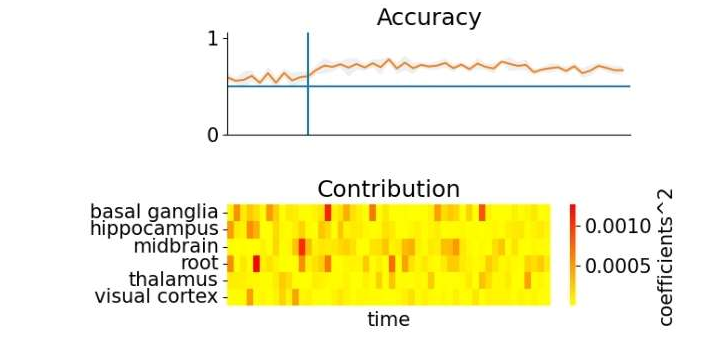 Accuracy
1
0
Contribution
basal ganglia
hippocampus
midbrain
root
thalamus
visual cortex
time
0.0010
0.0005
coefficients^2